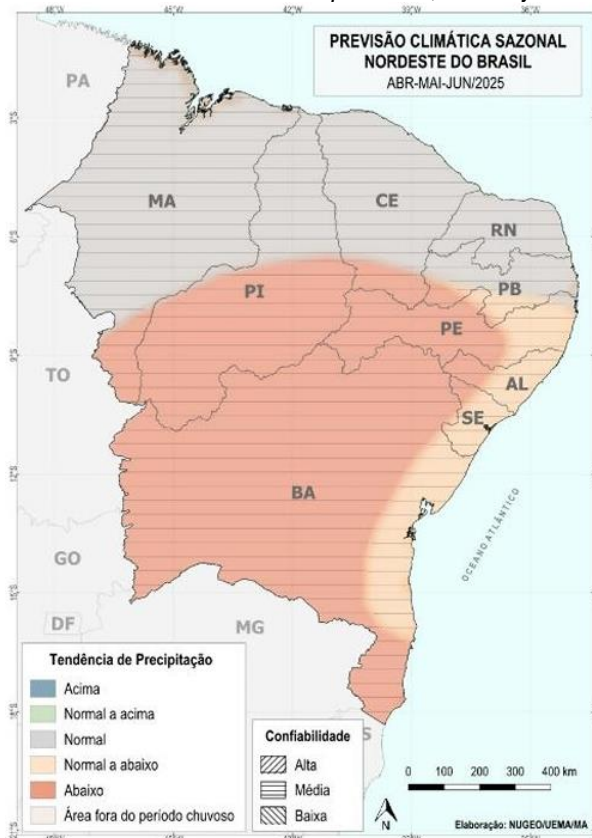 PREVISÃO CLIMÁTICA SAZONAL
NORDESTE DO BRASIL
ABR-MAI-JUN/2025
PA
MA
CE
RN
PB
PI
PE
AL
SE
TO
BA
OCEANO ATLÂNTICO
GO
DF
MG
Tendência de Precipitação
Acima
Normal a acima
Normal
Normal a abaixo
Abaixo
Área fora do período chuvoso
Confiabilidade
Alta
Média
Baixa
0 100 200 300 400 km
N
Elaboração: NUGEO/UEMA/MA